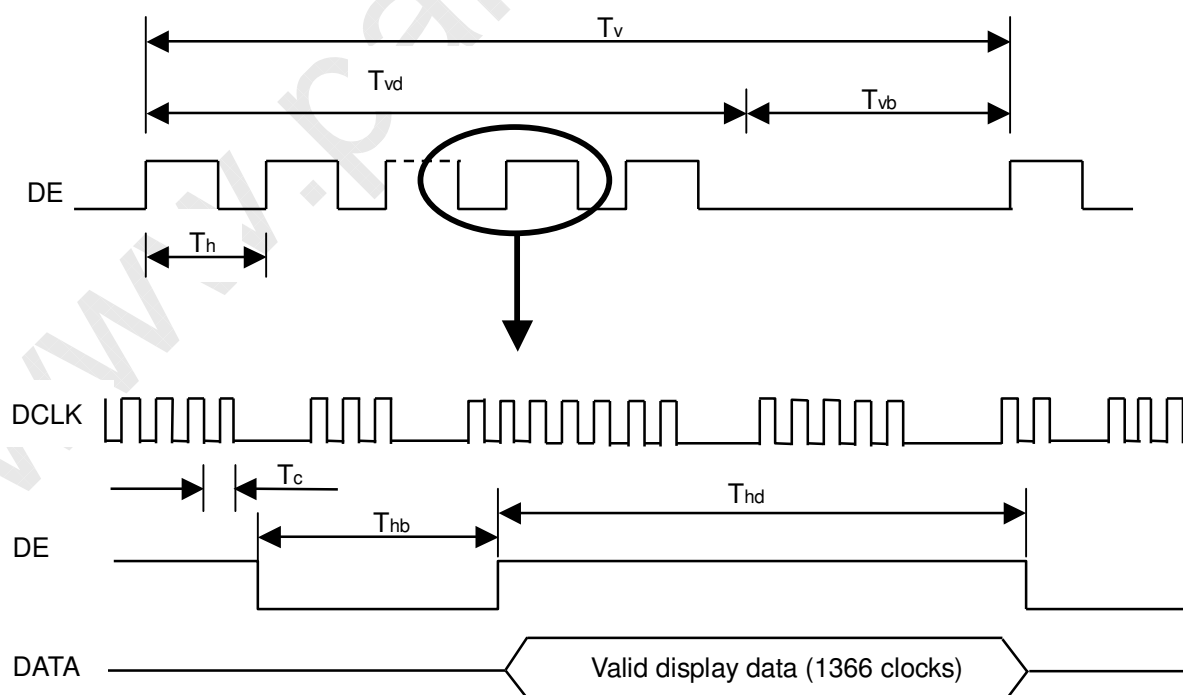 Tv
Tvd
Tvb
DE
Th
DCLK
Tc
Thd
Thb
DE
DATA
Valid display data (1366 clocks)